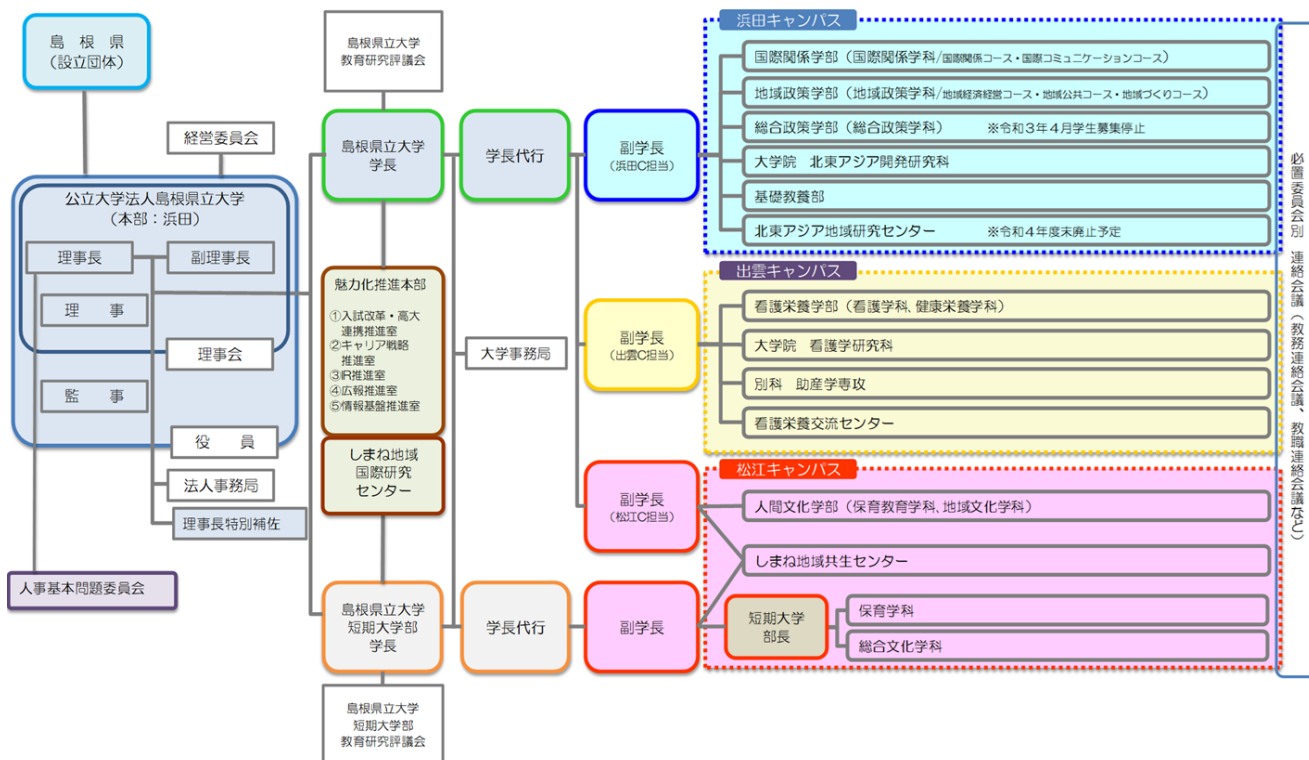 島根県
(設立団体)
経営委員会
公立大学法人島根県立大学
(本部:浜田)
理事長
副理事長
理事
理事会
監事
役員
法人事務局
理事長特別補佐
人事基本問題委員会
島根県立大学
教育研究評議会
島根県立大学
学長
魅力化推進本部
①入試改革・高大
連携推進室
②キャリア戦略
推進室
③IR推進室
④広報推進室
⑤情報基盤推進室
しまね地域
国際研究
センター
島根県立大学
短期大学部
学長
島根県立大学
短期大学部
教育研究評議会
学長代行
大学事務局
学長代行
副学長
(浜田C担当)
副学長
(出雲C担当)
副学長
(松江C担当)
副学長
浜田キャンパス
国際関係学部(国際関係学科/国際関係コース・国際コミュニケーションコース)
地域政策学部(地域政策学科/地域経済経営コース・地域公共コース・地域づくりコース)
総合政策学部(総合政策学科) ※令和3年4月学生募集停止
大学院 北東アジア開発研究科
基礎教養部
北東アジア地域研究センター ※令和4年度末廃止予定
出雲キャンパス
看護栄養学部(看護学科、健康栄養学科)
大学院 看護学研究科
別科 助産学専攻
看護栄養交流センター
松江キャンパス
人間文化学部(保育教育学科、地域文化学科)
しまね地域共生センター
短期大学
部長
保育学科
総合文化学科
必置委員会別 連絡会議(教務連絡会議、教職連絡会議など)